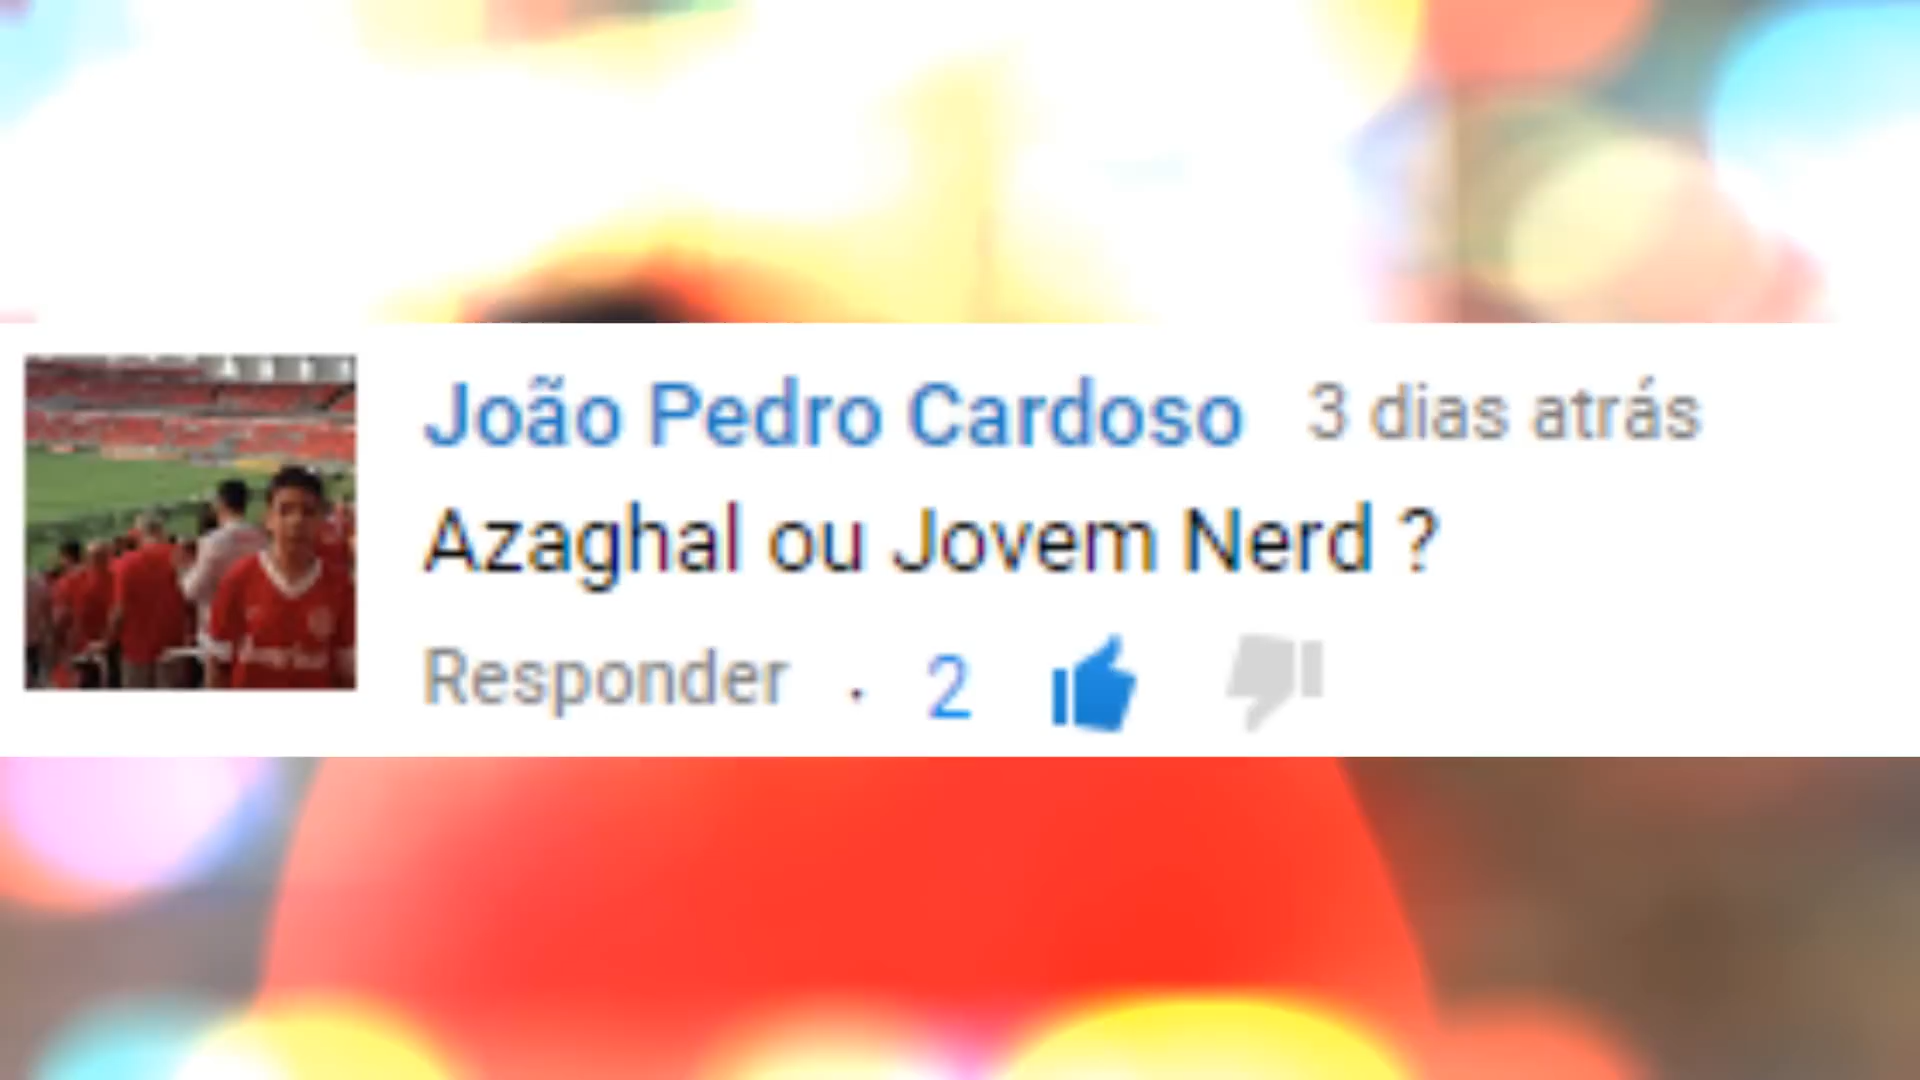 João Pedro Cardoso 3 dias atrás
Azaghal ou Jovem Nerd ?
Responder . 2